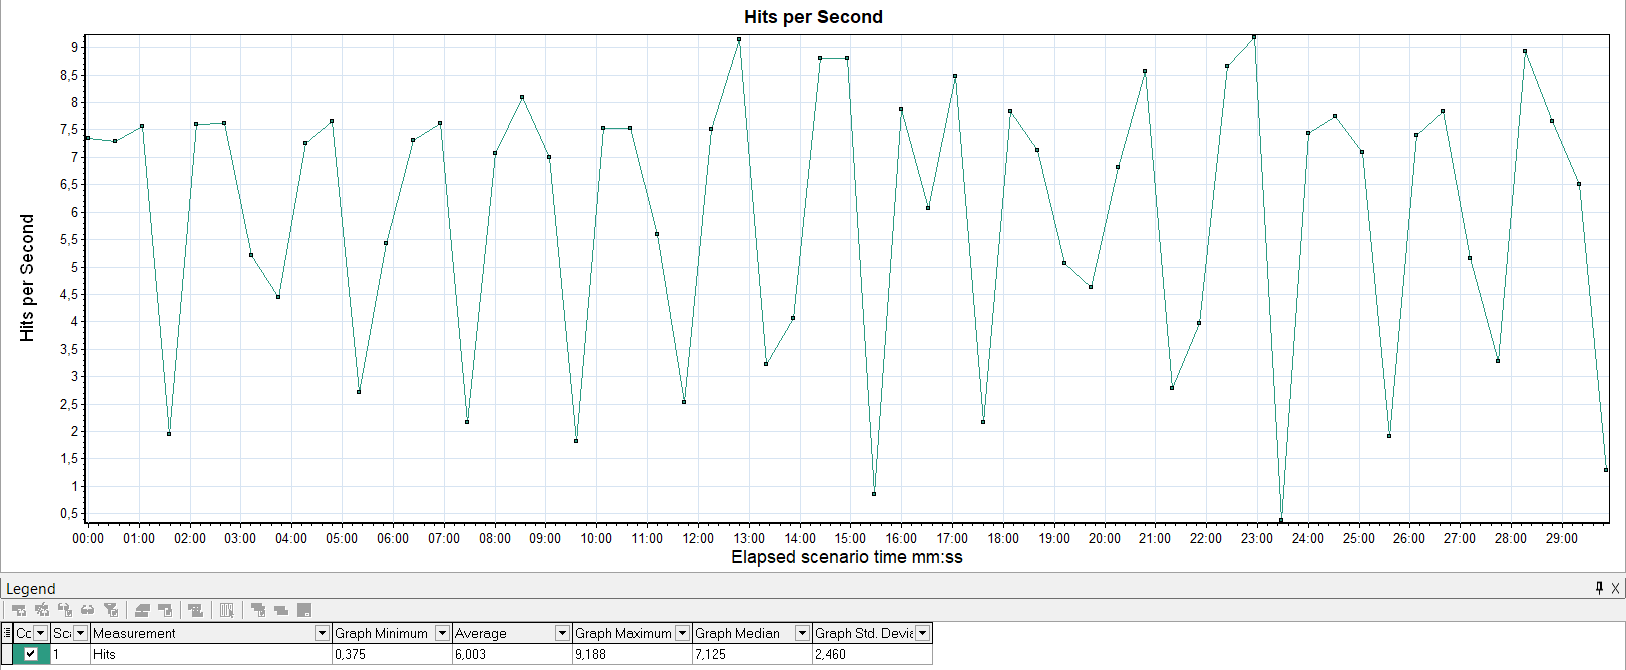 Hits per Second
9
8,5
8
7,5
7
6,5
6
5,5
5
4,5
4
3,5
3
2,5
2
1,5
1
0,5
Hits per Second
00:00 01:00 02:00 03:00 04:00 05:00 06:00 07:00 08:00 09:00 10:00 11:00 12:00 13:00 14:00 15:00 16:00 17:00 18:00 19:00 20:00 21:00 22:00 23:00 24:00 25:00 26:00 27:00 28:00 29:00
Elapsed scenario time mm:ss
Legend
Cc Sc Measurement Graph Minimum Average Graph Maximum Graph Median Graph Std. Devia
1 Hits 0,375 6,003 9,188 7,125 2,460